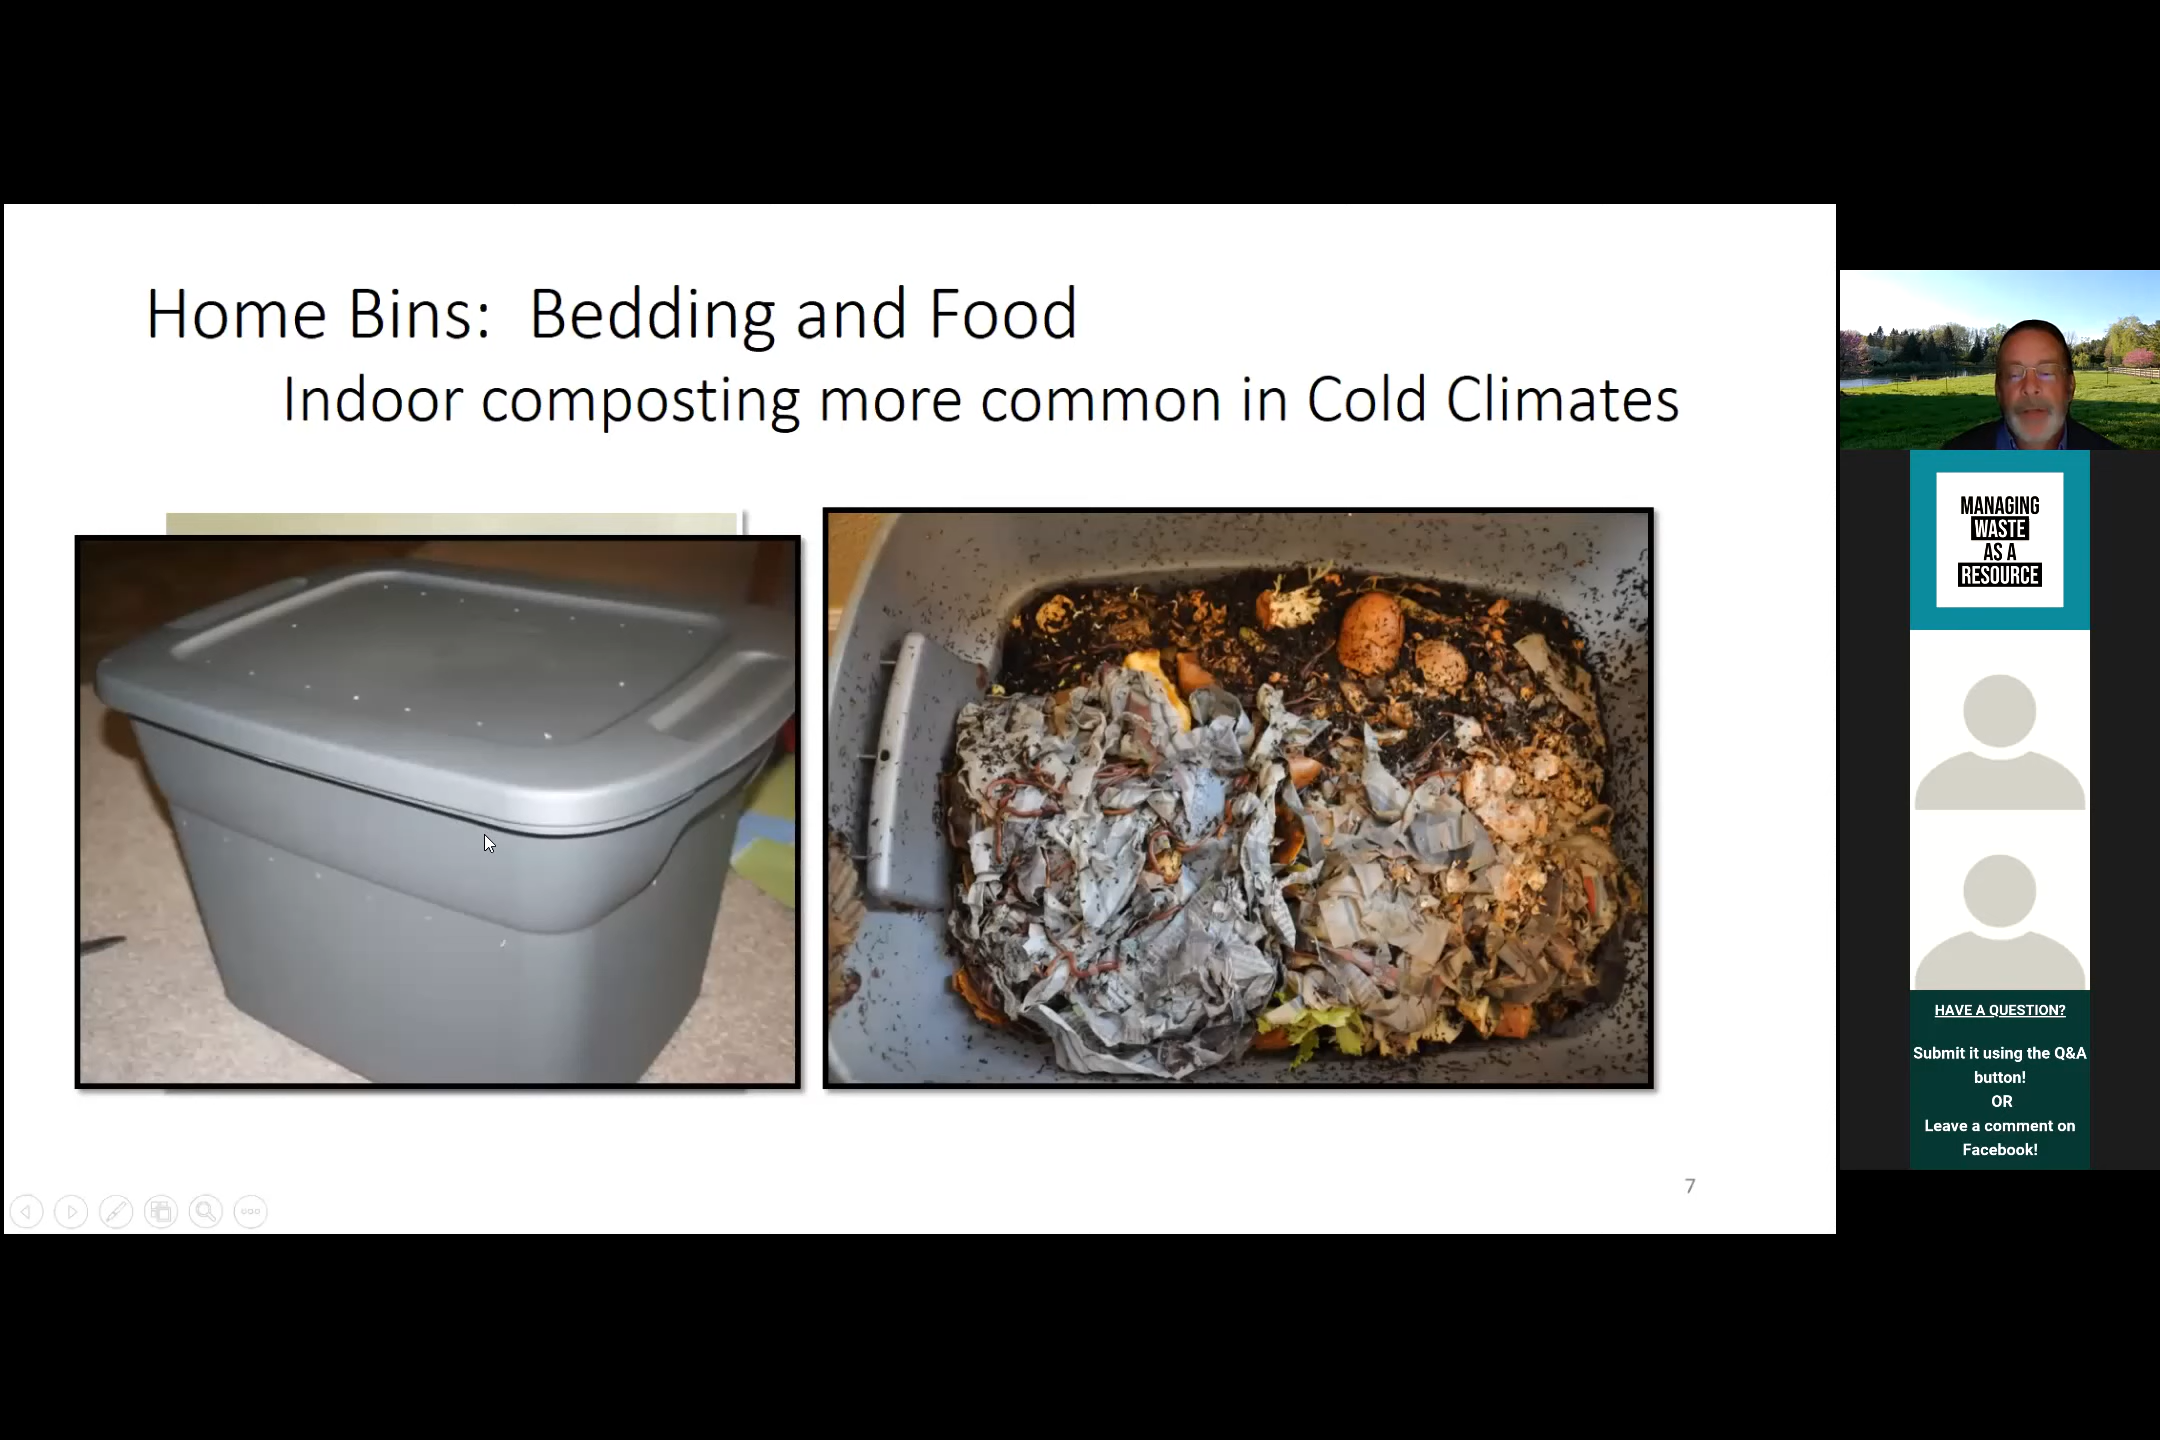 Home Bins: Bedding and Food
Indoor composting more common in Cold Climates
7
MANAGING
WASTE
AS A
RESOURCE
HAVE A QUESTION?
Submit it using the Q&A
button!
OR
Leave a comment on
Facebook!